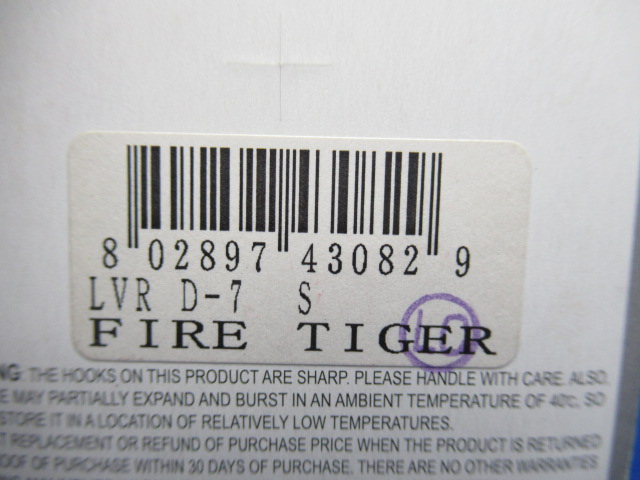 8 02897 43082 9
LVR D-7 S
FIRE TIGER
NG: THE HOOKS ON THIS PRODUCT ARE SHARP. PLEASE HANDLE WITH CARE. ALSO,
E MAY PARTIALLY EXPAND AND BURST IN AN AMBIENT TEMPERATURE OF 40℃, SO
STORE IT IN A LOCATION OF RELATIVELY LOW TEMPERATURES.
T REPLACEMENT OR REFUND OF PURCHASE PRICE WHEN THE PRODUCT IS RETURNED
OOF OF PURCHASE WITHIN 30 DAYS OF PURCHASE. THERE ARE NO OTHER WARRANTIES